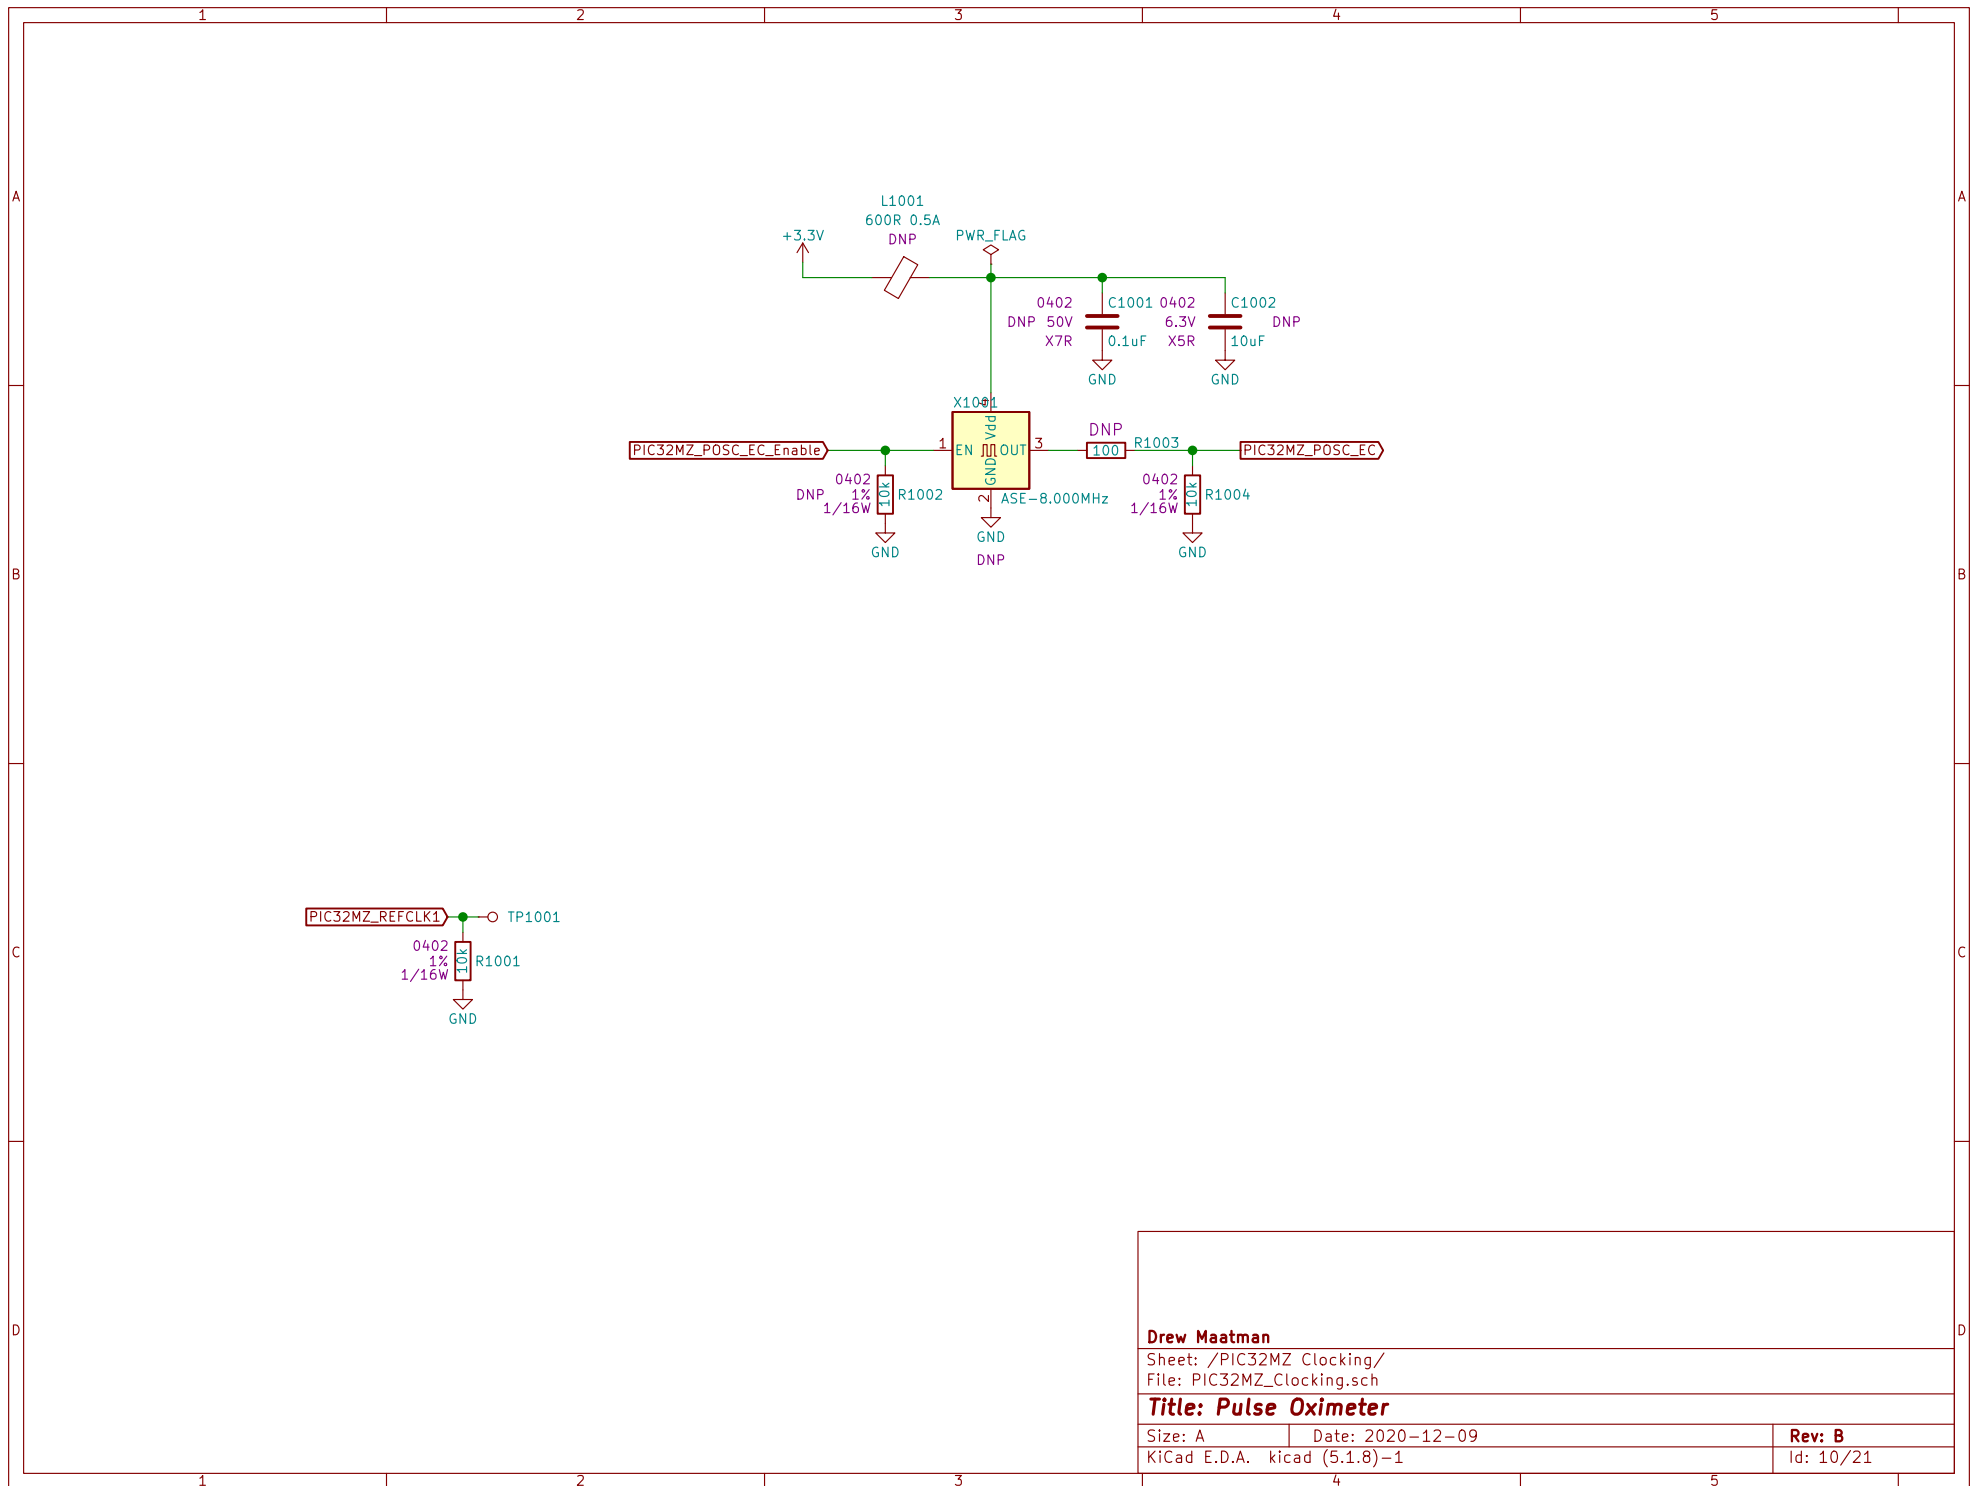 1 2 3 4 5
A A
L1001
600R 0.5A
DNP
+3.3V
PWR_FLAG
0402 C1001
DNP 50V
X7R 0.1uF
GND
0402 C1002
6.3V DNP
X5R 10uF
GND
X1001
4
Vdd
1 EN OUT 3
GND
2
ASE-8.000MHz
GND
DNP
PIC32MZ_POSC_EC_Enable
0402
DNP 1% 10k R1002
1/16W
GND
DNP
100 R1003
PIC32MZ_POSC_EC
0402
1% 10k R1004
1/16W
GND
B B
PIC32MZ_REFCLK1 TP1001
0402
1% 10k R1001
1/16W
GND
C C
D D
Drew Maatman
Sheet: /PIC32MZ Clocking/
File: PIC32MZ_Clocking.sch
Title: Pulse Oximeter
Size: A Date: 2020-12-09 Rev: B
KiCad E.D.A. kicad (5.1.8)-1 Id: 10/21
1 2 3 4 5